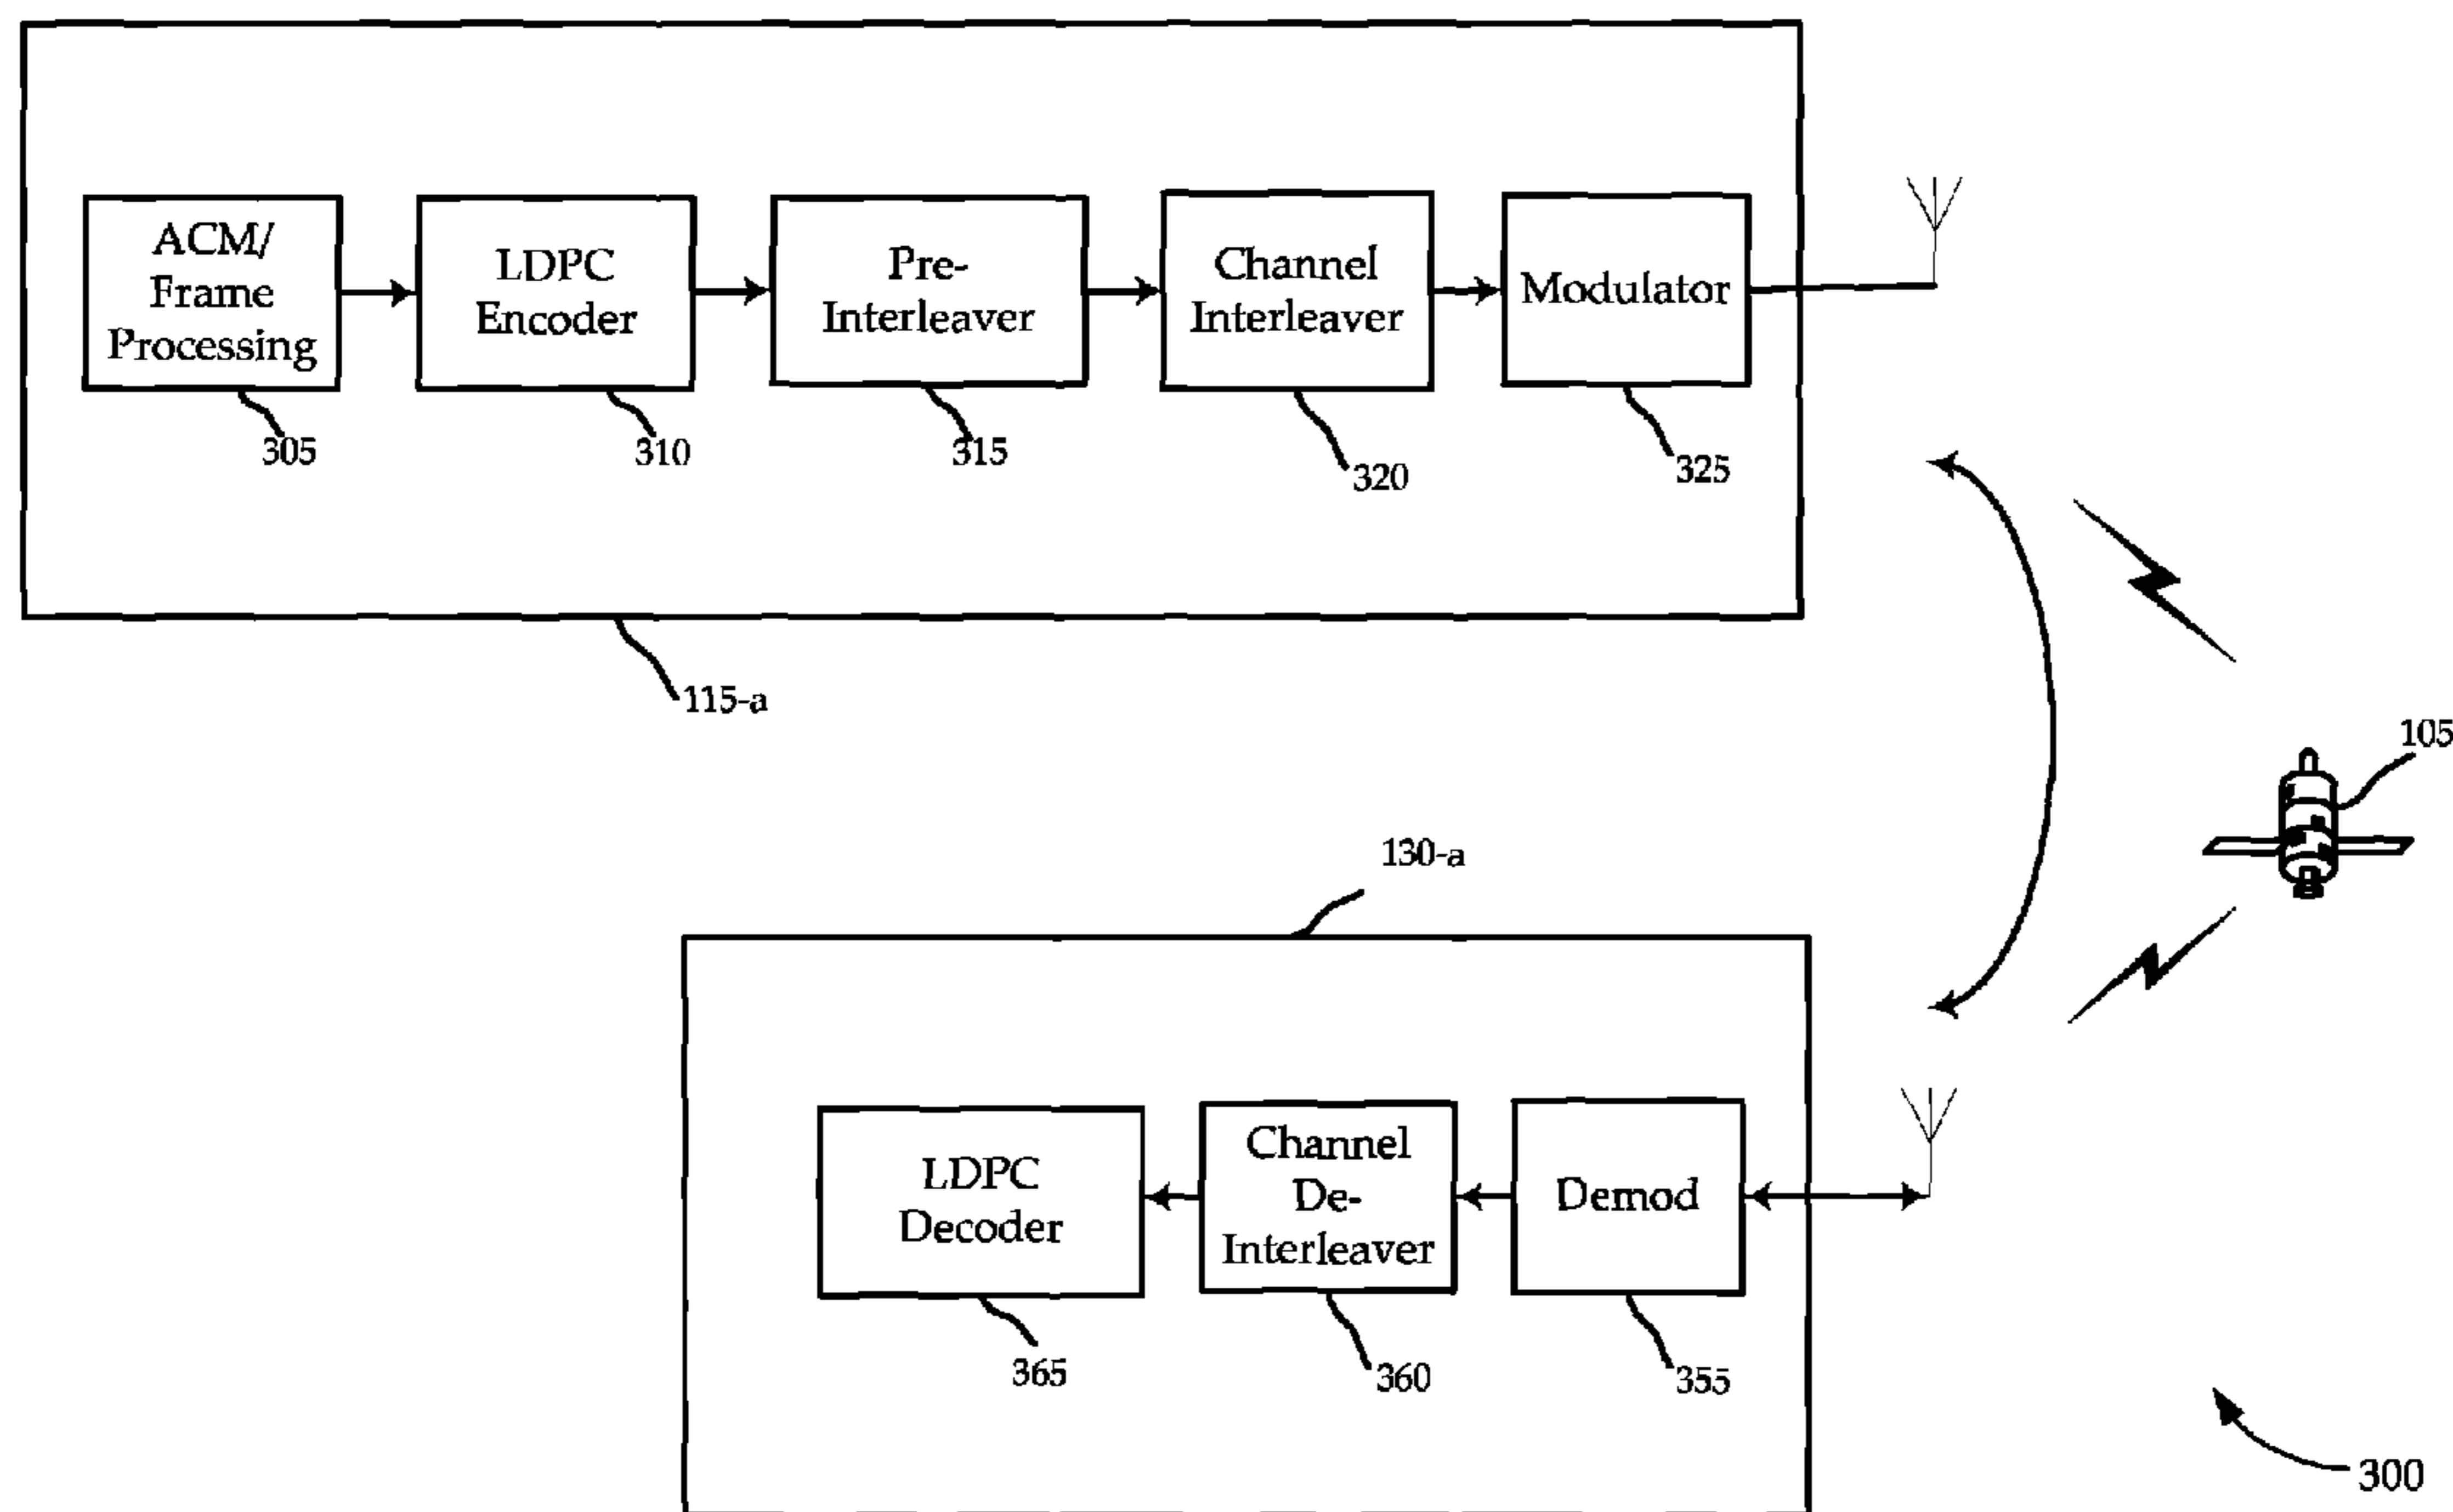 ACM/
Frame
Processing
305
LDPC
Encoder
310
Pre-
Interleaver
315
Channel
Interleaver
320
Modulator
325
115-a
105
130-a
LDPC
Decoder
365
Channel
De-
Interleaver
360
Demod
355
300